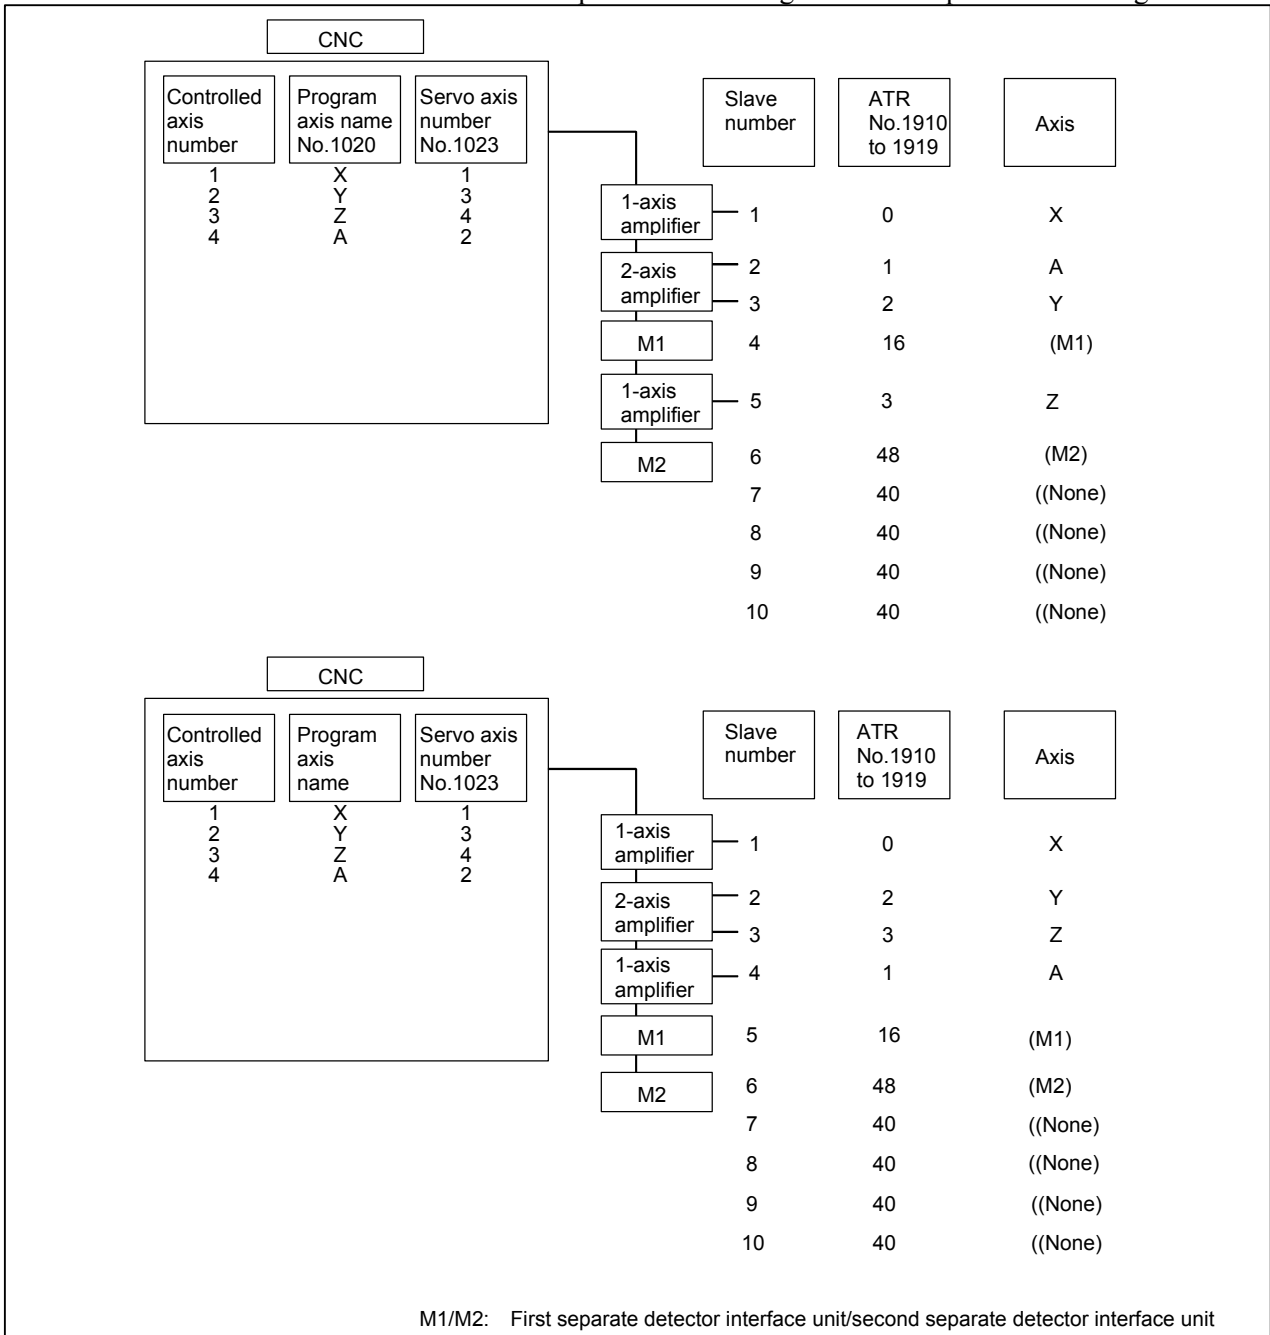 CNC
Controlled axis number
Program axis name No.1020
Servo axis number No.1023
1 X 1
2 Y 3
3 Z 4
4 A 2
Slave number
ATR No.1910 to 1919
Axis
1-axis amplifier 1 0 X
2-axis amplifier 2 1 A
3 2 Y
M1 4 16 (M1)
1-axis amplifier 5 3 Z
M2 6 48 (M2)
7 40 ((None)
8 40 ((None)
9 40 ((None)
10 40 ((None)
CNC
Controlled axis number
Program axis name
Servo axis number No.1023
1 X 1
2 Y 3
3 Z 4
4 A 2
Slave number
ATR No.1910 to 1919
Axis
1-axis amplifier 1 0 X
2-axis amplifier 2 2 Y
3 3 Z
1-axis amplifier 4 1 A
M1 5 16 (M1)
M2 6 48 (M2)
7 40 ((None)
8 40 ((None)
9 40 ((None)
10 40 ((None)
M1/M2: First separate detector interface unit/second separate detector interface unit